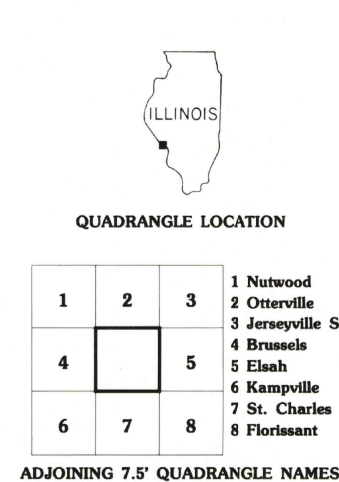 ILLINOIS
QUADRANGLE LOCATION
1 2 3
4 5
6 7 8
1 Nutwood
2 Otterville
3 Jerseyville S
4 Brussels
5 Elsah
6 Kampville
7 St. Charles
8 Florissant
ADJOINING 7.5' QUADRANGLE NAMES